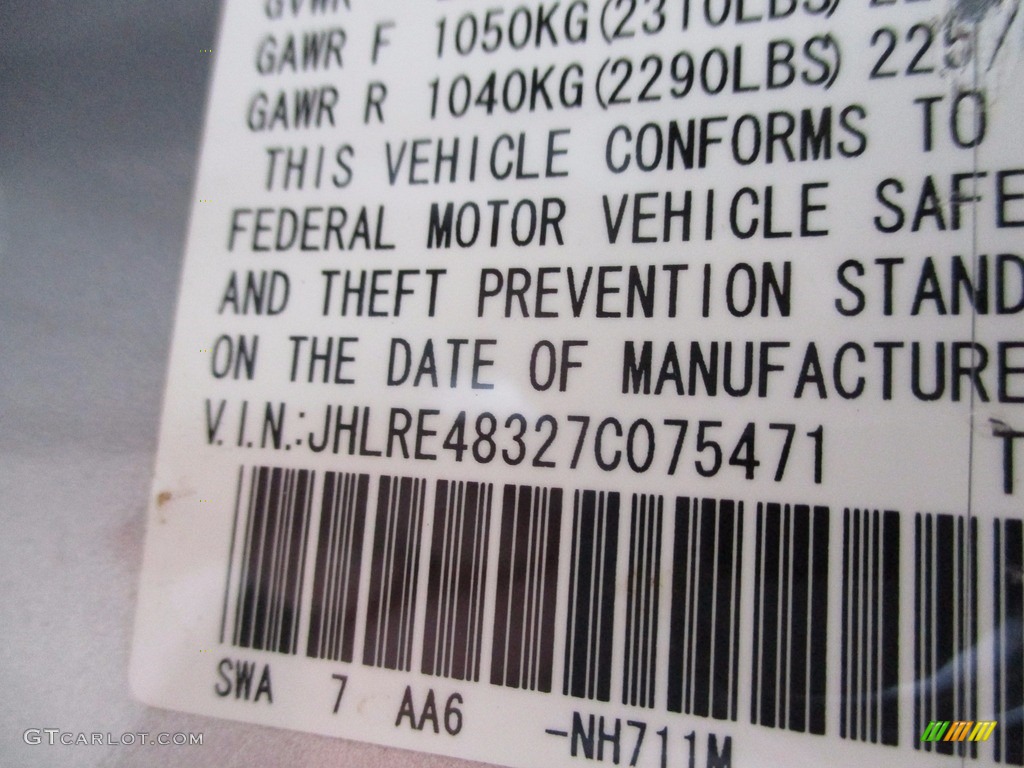 GVWR
GAWR F 1050KG(2310LBS)
GAWR R 1040KG(2290LBS) 225/
THIS VEHICLE CONFORMS TO
FEDERAL MOTOR VEHICLE SAFE
AND THEFT PREVENTION STAND
ON THE DATE OF MANUFACTURE
V.I.N.:JHLRE48327C075471 T
SWA 7 AA6 -NH711M
GTCARLOT.COM